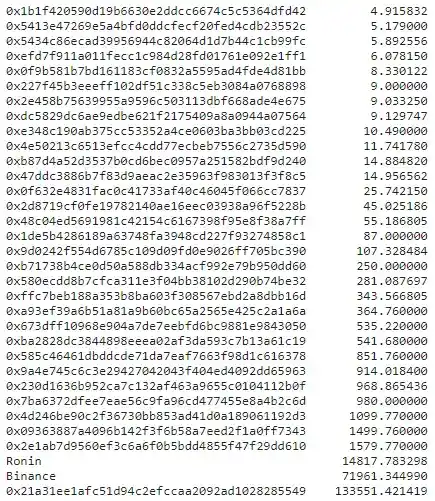 0x1b1f420590d19b6630e2ddcc6674c5c5364dfd42 4.915832
0x5413e47269e5a4bfd0ddcfecf20fed4cdb23552c 5.179000
0x5434c86ecad39956944c82064d1d7b44c1cb99fc 5.892556
0xefd7f911a011fecc1c984d28fd01761e092e1ff1 6.078150
0x0f9b581b7bd161183cf0832a5595ad4fde4d81bb 8.330122
0x227f45b3eeeff102df51c338c5eb3084a0768898 9.000000
0x2e458b75639955a9596c503113dbf668ade4e675 9.033250
0xdc5829dc6ae9edbe621f2175409a8a0944a07564 9.129747
0xe348c190ab375cc53352a4ce0603ba3bb03cd225 10.490000
0x4e50213c6513efcc4cdd77ecbeb7556c2735d590 11.741780
0xb87d4a52d3537b0cd6bec0957a251582bdf9d240 14.884820
0x47ddc3886b7f83d9aeac2e35963f983013f3f8c5 14.956562
0x0f632e4831fac0c41733af40c46045f066cc7837 25.742150
0x2d8719cf0fe19782140ae16eec03938a96f5228b 45.025186
0x48c04ed5691981c42154c6167398f95e8f38a7ff 55.186805
0x1de5b4286189a63748fa3948cd227f93274858c1 87.000000
0x9d0242f554d6785c109d09fd0e9026ff705bc390 107.328484
0xb71738b4ce0d50a588db334acf992e79b950dd60 250.000000
0x580ecdd8b7cfca311e3f04bb38102d290b74be32 281.087697
0xffc7beb188a353b8ba603f308567ebd2a8dbb16d 343.566805
0xa93ef39a6b51a81a9b60bc65a2565e425c2a1a6a 364.760000
0x673dff10968e904a7de7eebfd6bc9881e9843050 535.220000
0xba2828dc3844898eeea02af3da593c7b13a61c19 541.680000
0x585c46461dbddcde71da7eaf7663f98d1c616378 851.760000
0x9a4e745c6c3e29427042043f404ed4092dd65963 914.018400
0x230d1636b952ca7c132af463a9655c0104112b0f 968.865436
0x7ba6372dfee7eae56c9fa96cd477455e8a4b2c6d 980.000000
0x4d246be90c2f36730bb853ad41d0a189061192d3 1099.770000
0x09363887a4096b142f3f6b58a7eed2f1a0ff7343 1499.760000
0x2e1ab7d9560ef3c6a6f0b5bdd4855f47f29dd610 1579.770000
Ronin 14817.783298
Binance 71961.344990
0x21a31ee1afc51d94c2efccaa2092ad1028285549 133551.421419